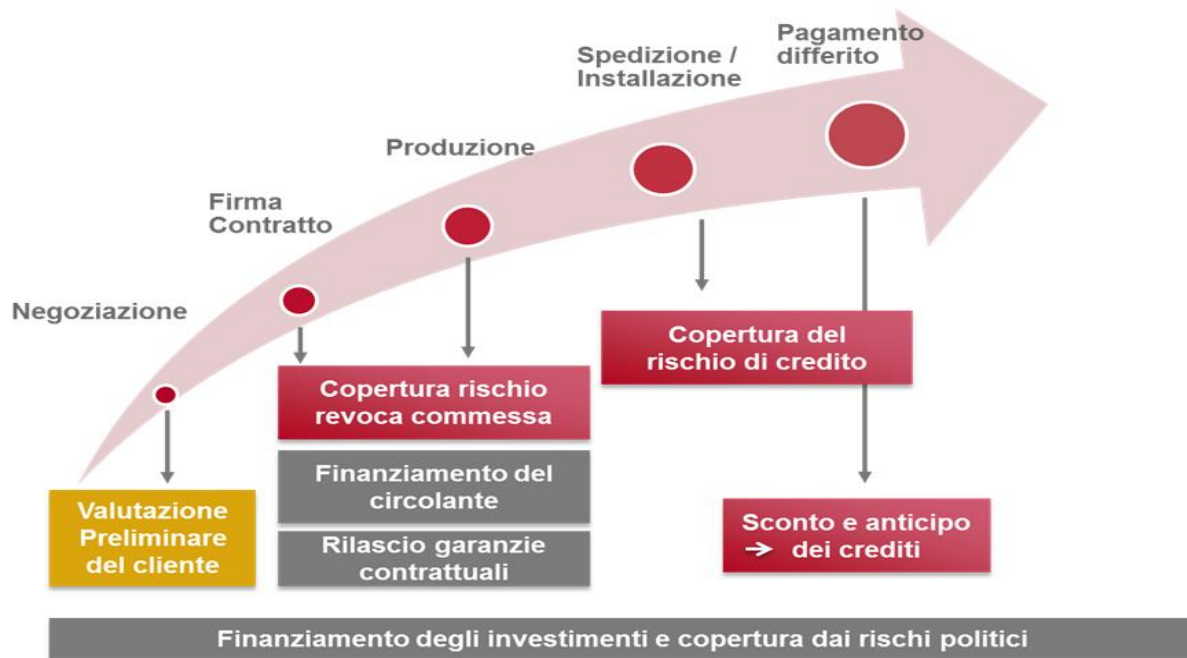 Pagamento
differito
Spedizione /
Installazione
Produzione
Firma
Contratto
Negoziazione
Copertura del
rischio di credito
Copertura rischio
revoca commessa
Finanziamento del
circolante
Rilascio garanzie
contrattuali
Valutazione
Preliminare
del cliente
Sconto e anticipo
→ dei crediti
Finanziamento degli investimenti e copertura dai rischi politici